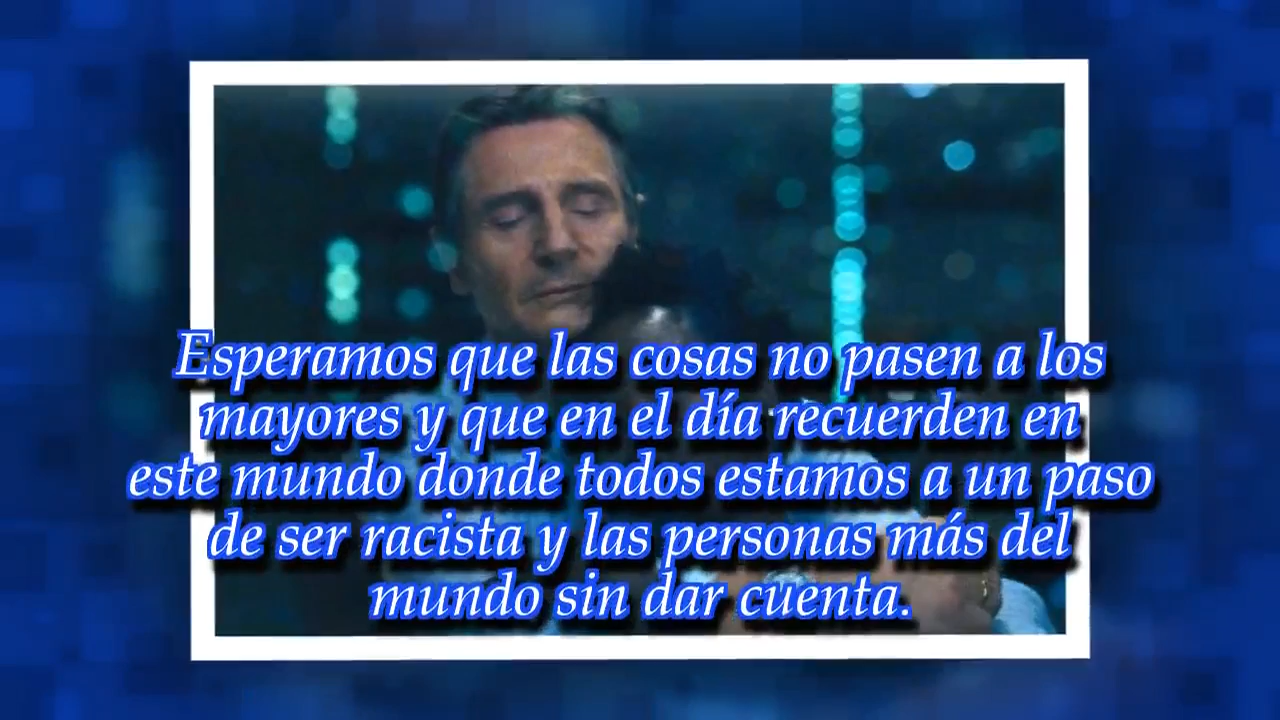 Esperamos que las cosas no pasen a los
mayores y que en el día recuerden en
este mundo donde todos estamos a un paso
de ser racista y las personas más del
mundo sin dar cuenta.